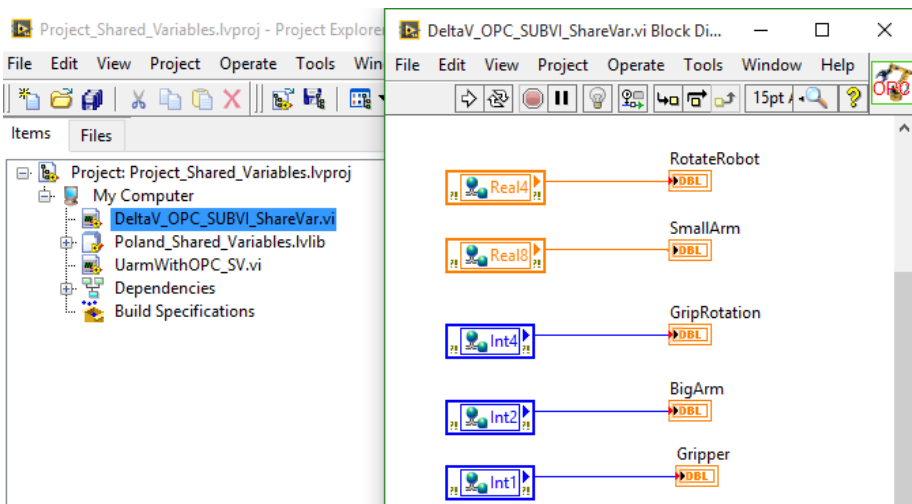 Project_Shared_Variables.lvproj - Project Explorer
File Edit View Project Operate Tools Win
Items Files
Project: Project_Shared_Variables.lvproj
My Computer
DeltaV_OPC_SUBVI_ShareVar.vi
Poland_Shared_Variables.lvlib
UarmWithOPC_SV.vi
Dependencies
Build Specifications
DeltaV_OPC_SUBVI_ShareVar.vi Block Di...
File Edit View Project Operate Tools Window Help
15pt
OPC
RotateRobot
Real4 DBL
SmallArm
Real8 DBL
GripRotation
Int4 DBL
BigArm
Int2 DBL
Gripper
Int1 DBL